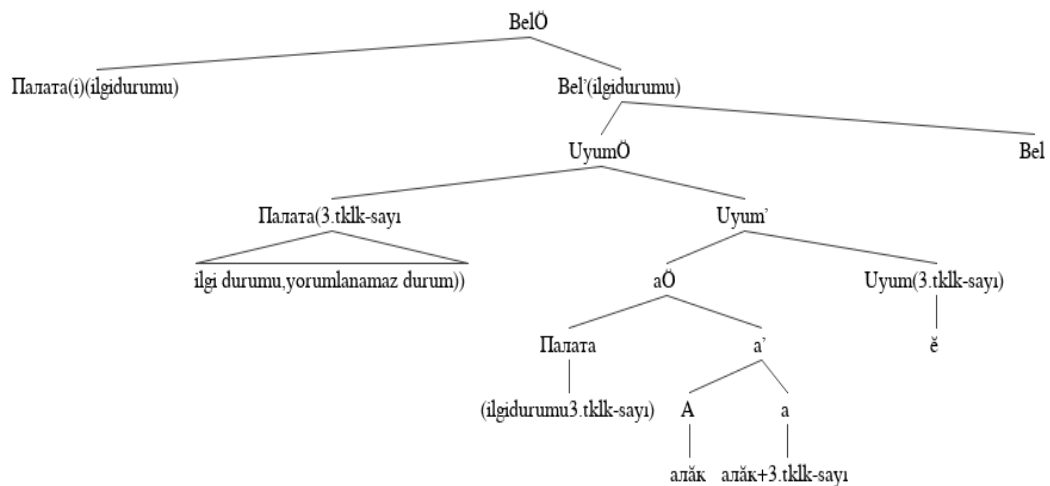 BelÖ
Палата(i)(ilgidurumu) Bel’(ilgidurumu)
UyumÖ Bel
Палата(3.tklk-sayı Uyum’
ilgi durumu,yorumlanamaz durum)) aÖ Uyum(3.tklk-sayı)
Палата a’ ĕ
(ilgidurumu3.tklk-sayı) A a
алăк алăк+3.tklk-sayı